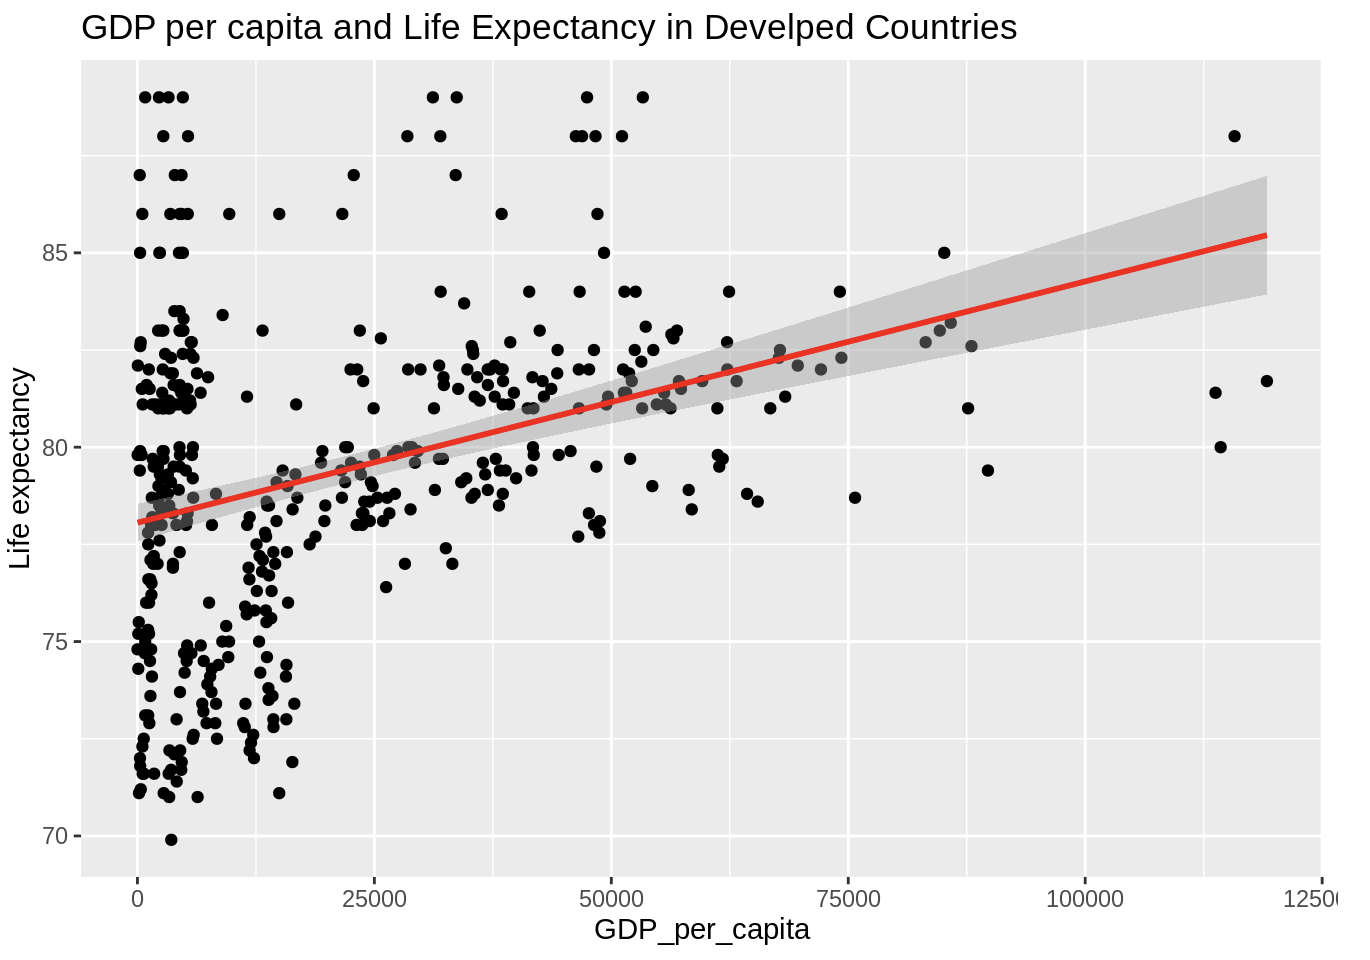 GDP per capita and Life Expectancy in Develped Countries
Life expectancy
85
80
75
70
0 25000 50000 75000 100000 12500
GDP_per_capita